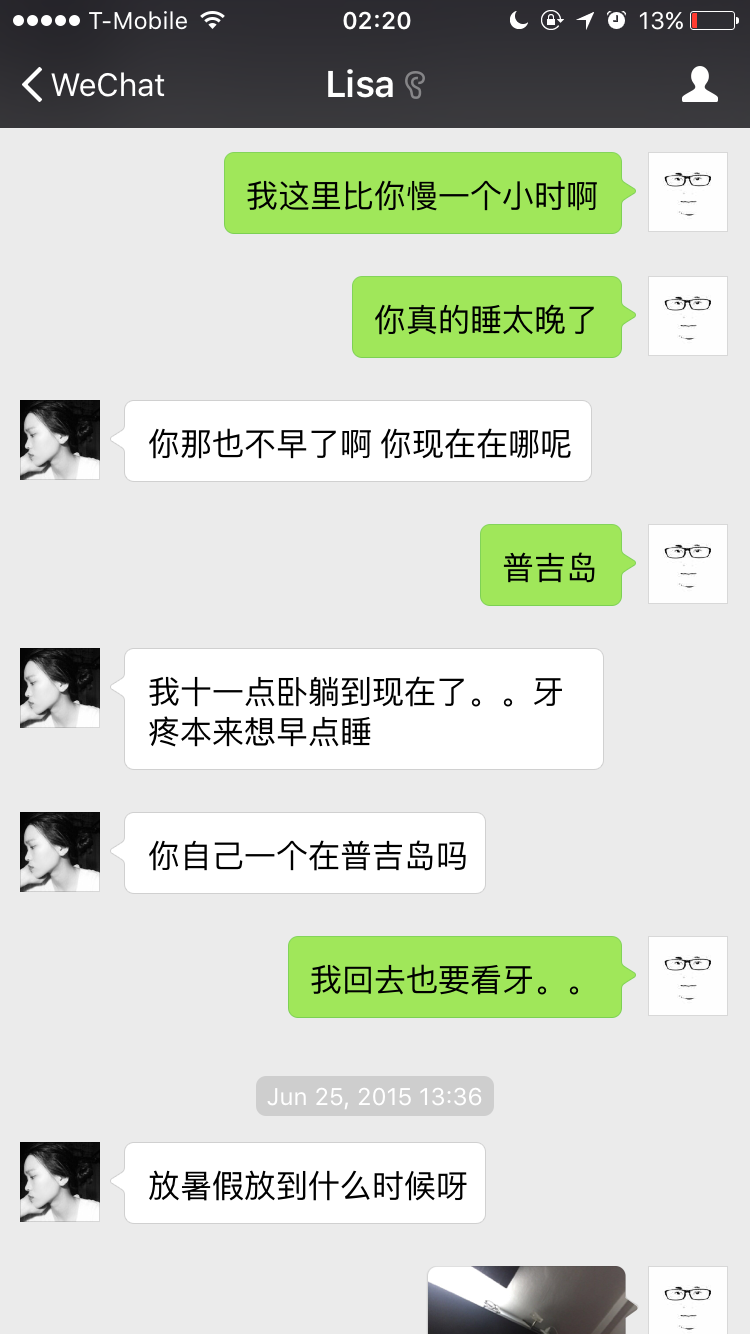 T-Mobile 02:20 13%
WeChat Lisa
我这里比你慢一个小时啊
你真的睡太晚了
你那也不早了啊 你现在在哪呢
普吉岛
我十一点卧躺到现在了。。牙
疼本来想早点睡
你自己一个在普吉岛吗
我回去也要看牙。。
Jun 25, 2015 13:36
放暑假放到什么时候呀